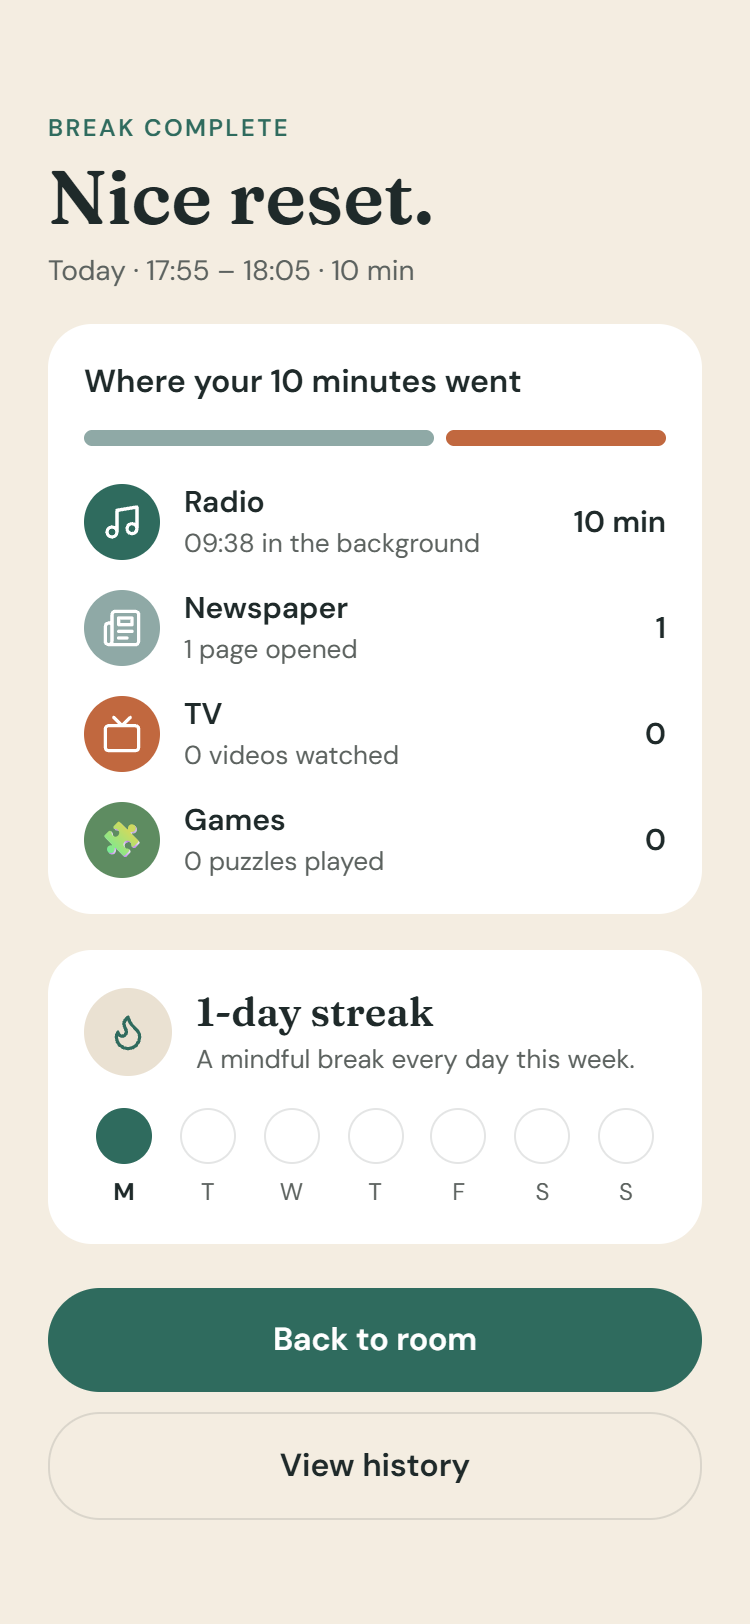 BREAK COMPLETE
Nice reset.
Today · 17:55 – 18:05 · 10 min
Where your 10 minutes went
Radio
09:38 in the background
10 min
Newspaper
1 page opened
1
TV
0 videos watched
0
Games
0 puzzles played
0
1-day streak
A mindful break every day this week.
M T W T F S S
Back to room
View history